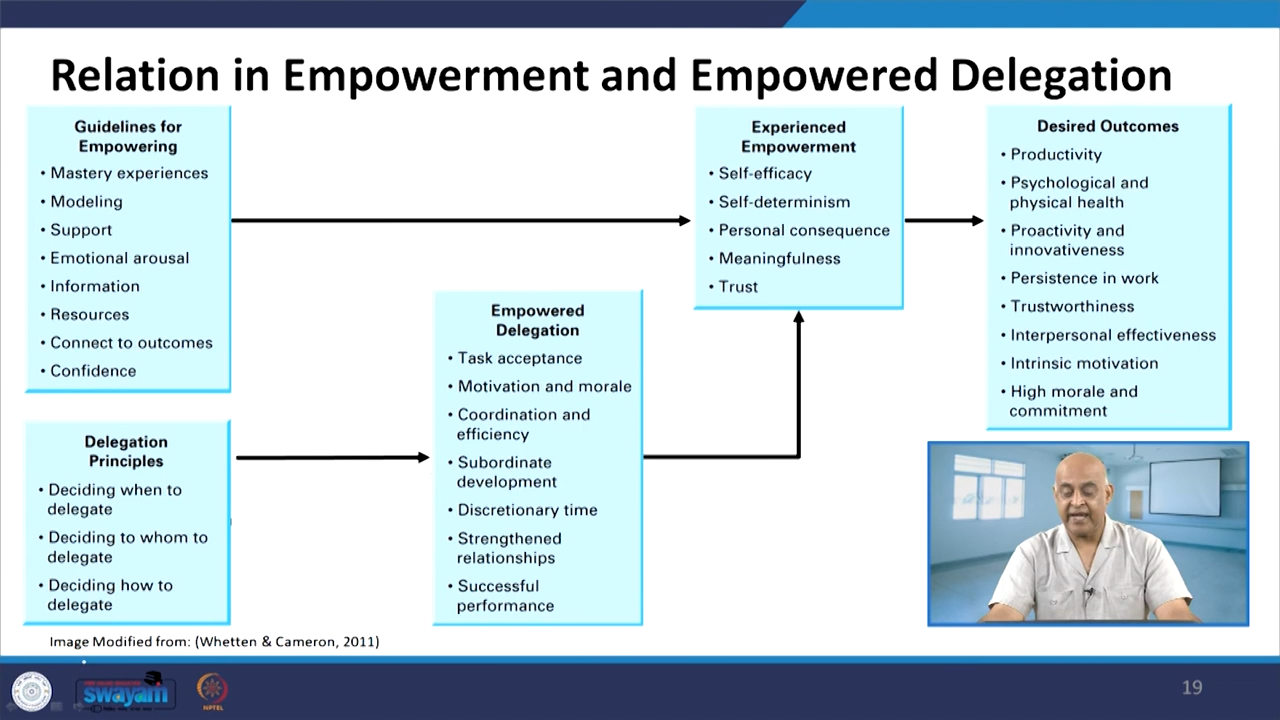 Relation in Empowerment and Empowered Delegation
Guidelines for
Empowering
• Mastery experiences
• Modeling
• Support
• Emotional arousal
• Information
• Resources
• Connect to outcomes
• Confidence
Delegation
Principles
• Deciding when to
delegate
• Deciding to whom to
delegate
• Deciding how to
delegate
Empowered
Delegation
• Task acceptance
• Motivation and morale
• Coordination and
efficiency
• Subordinate
development
• Discretionary time
• Strengthened
relationships
• Successful
performance
Experienced
Empowerment
• Self-efficacy
• Self-determinism
• Personal consequence
• Meaningfulness
• Trust
Desired Outcomes
• Productivity
• Psychological and
physical health
• Proactivity and
innovativeness
• Persistence in work
• Trustworthiness
• Interpersonal effectiveness
• Intrinsic motivation
• High morale and
commitment
Image Modified from: (Whetten & Cameron, 2011)
swayam
NPTEL
19